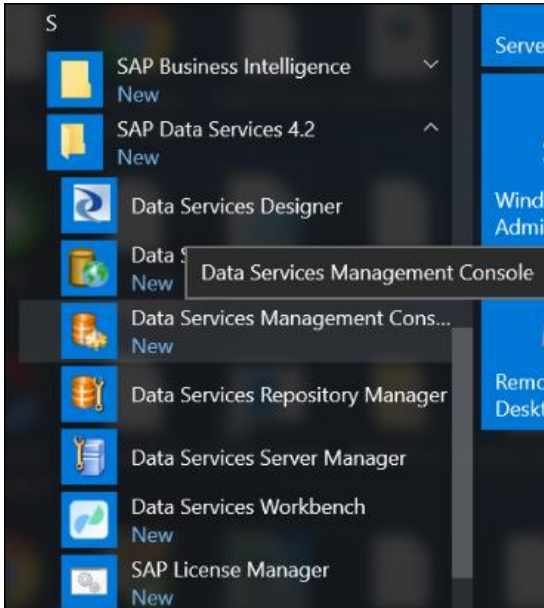 S
SAP Business Intelligence
New
SAP Data Services 4.2
New
Data Services Designer
Data
New
Data Services Management Console
Data Services Management Cons...
New
Data Services Repository Manager
Data Services Server Manager
Data Services Workbench
New
SAP License Manager
New
Serve
Wind
Admi
Remo
Deskt